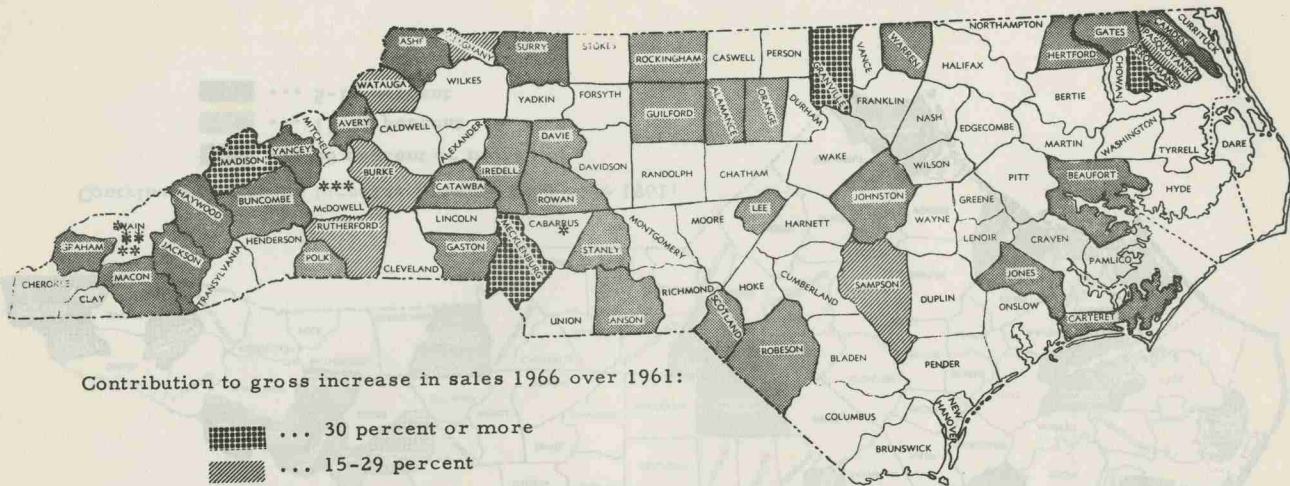 ASHE
ALLEGHANY
SURRY
STOKES
ROCKINGHAM
CASWELL
PERSON
GRANVILLE
VANCE
WARREN
NORTHAMPTON
HERTFORD
GATES
CAMDEN
CURRITUCK
PASQUOTANK
PERQUIMANS
CHOWAN
HALIFAX
BERTIE
WATAUGA
WILKES
YADKIN
FORSYTH
GUILFORD
ALAMANCE
ORANGE
DURHAM
FRANKLIN
NASH
EDGECOMBE
MARTIN
WASHINGTON
TYRRELL
DARE
MITCHELL
AVERY
CALDWELL
ALEXANDER
DAVIE
MADISON
YANCEY
BURKE
IREDELL
DAVIDSON
RANDOLPH
CHATHAM
WAKE
WILSON
PITT
BEAUFORT
HYDE
HAYWOOD
BUNCOMBE
***
McDOWELL
CATAWBA
ROWAN
LEE
JOHNSTON
GREENE
WAYNE
SWAIN
**
**
GRAHAM
JACKSON
HENDERSON
TRANSYLVANIA
POLK
RUTHERFORD
LINCOLN
GASTON
CLEVELAND
MECKLENBURG
CABARRUS
*
STANLY
MONTGOMERY
MOORE
HARNETT
LENOIR
CRAVEN
PAMLICO
CHEROKEE
CLAY
MACON
UNION
ANSON
RICHMOND
SCOTLAND
HOKE
CUMBERLAND
SAMPSON
DUPLIN
JONES
ONSLOW
CARTERET
ROBESON
BLADEN
PENDER
COLUMBUS
NEW HANOVER
BRUNSWICK
Contribution to gross increase in sales 1966 over 1961:
... 30 percent or more
... 15-29 percent